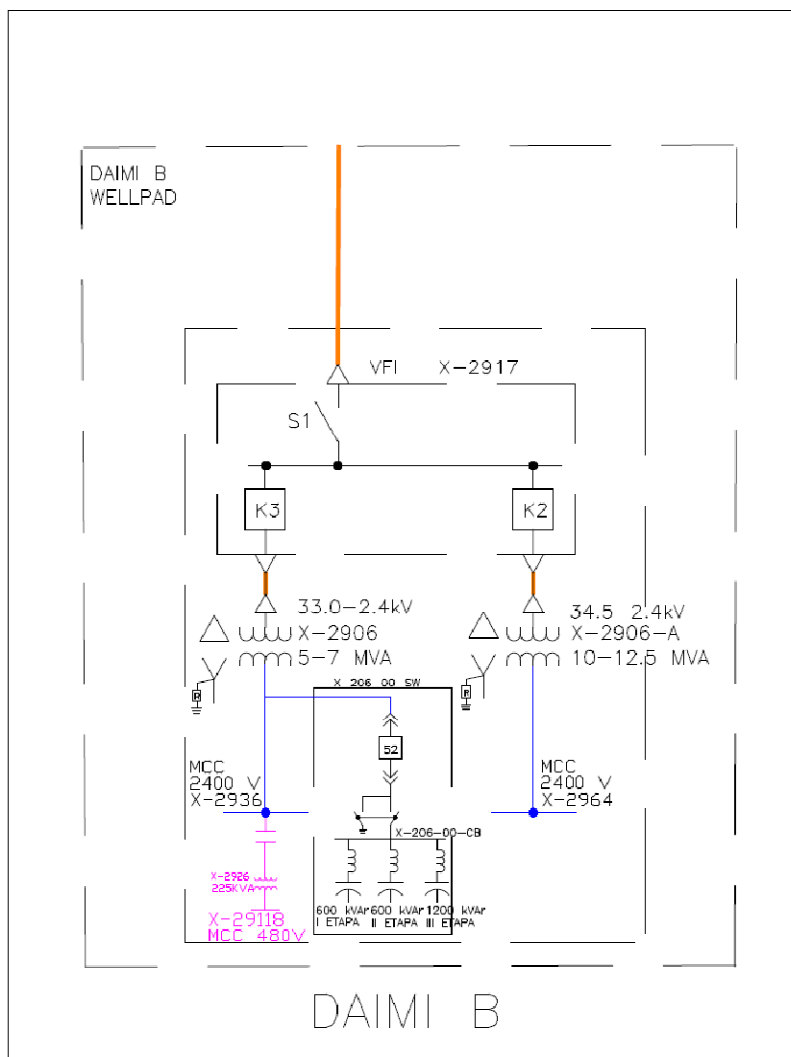 DAIMI B
WELLPAD
VFI X-2917
S1
K3
K2
33.0-2.4kV
X-2906
5-7 MVA
34.5 2.4kV
X-2906-A
10-12.5 MVA
R
R
X 206 00 SW
52
MCC
2400 V
X-2936
MCC
2400 V
X-2964
X-206-00-CB
X-2926
225KVA
X-29118
MCC 480V
600 kVAr
I ETAPA
600 kVAr
II ETAPA
1200 kVAr
III ETAPA
DAIMI B